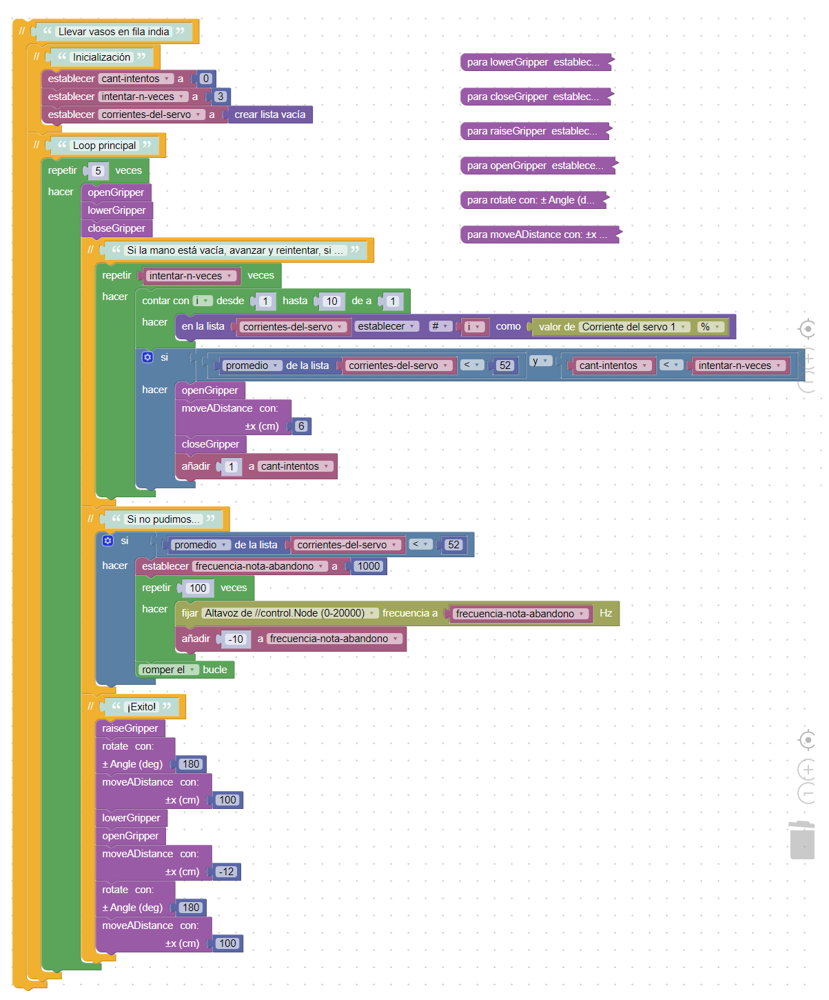 // “ Llevar vasos en fila india ”
// “ Inicialización ”
establecer cant-intentos a 0
establecer intentar-n-veces a 3
establecer corrientes-del-servo a crear lista vacía
// “ Loop principal ”
repetir 5 veces
hacer openGripper
lowerGripper
closeGripper
// “ Si la mano está vacía, avanzar y reintentar, si ... ”
repetir intentar-n-veces veces
hacer contar con i desde 1 hasta 10 de a 1
hacer en la lista corrientes-del-servo establecer # i como valor de Corriente del servo 1 %
si promedio de la lista corrientes-del-servo < 52 y cant-intentos < intentar-n-veces
hacer openGripper
moveADistance con:
±x (cm) 6
closeGripper
añadir 1 a cant-intentos
// “ Si no pudimos... ”
si promedio de la lista corrientes-del-servo < 52
hacer establecer frecuencia-nota-abandono a 1000
repetir 100 veces
hacer fijar Altavoz de //control.Node (0-20000) frecuencia a frecuencia-nota-abandono Hz
añadir -10 a frecuencia-nota-abandono
romper el bucle
// “ ¡Exito! ”
raiseGripper
rotate con:
± Angle (deg) 180
moveADistance con:
±x (cm) 100
lowerGripper
openGripper
moveADistance con:
±x (cm) -12
rotate con:
± Angle (deg) 180
moveADistance con:
±x (cm) 100
para lowerGripper establec...
para closeGripper establec...
para raiseGripper establec...
para openGripper establece...
para rotate con: ± Angle (d...
para moveADistance con: ±x ...